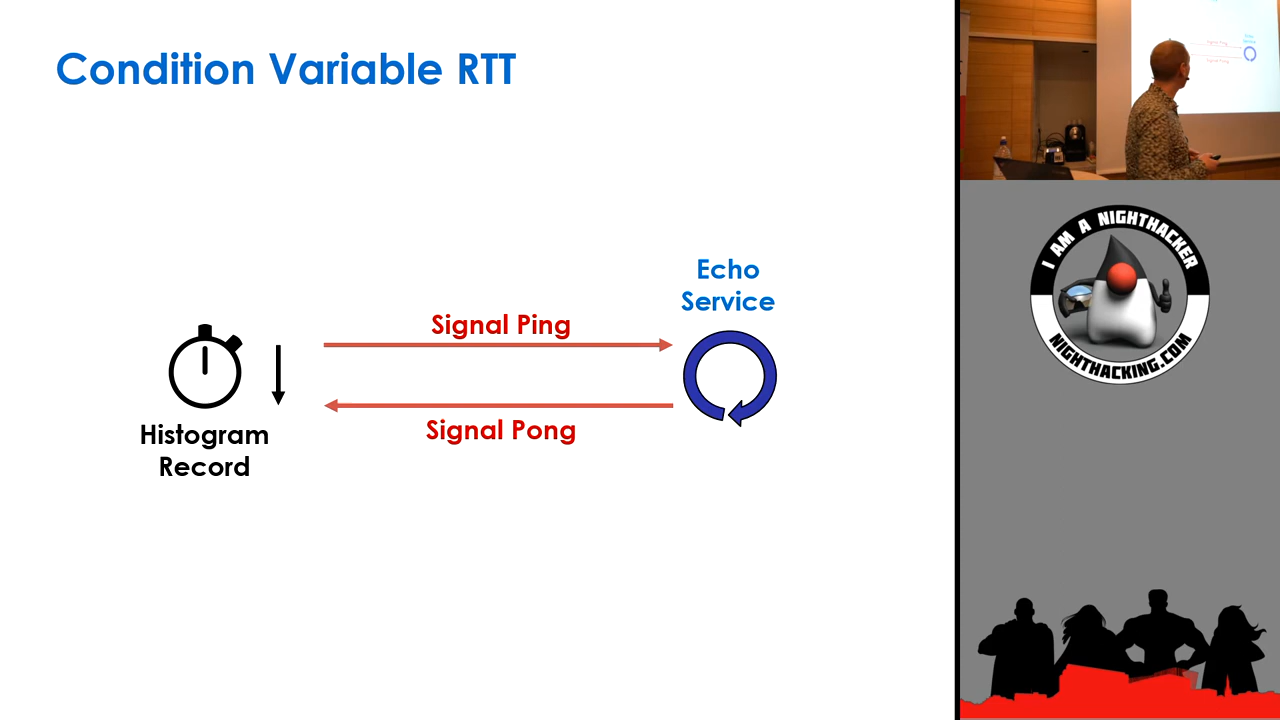 Condition Variable RTT
Echo
Service
Signal Ping
Signal Pong
Histogram
Record
I AM A NIGHTHACKER
NIGHTHACKING.COM